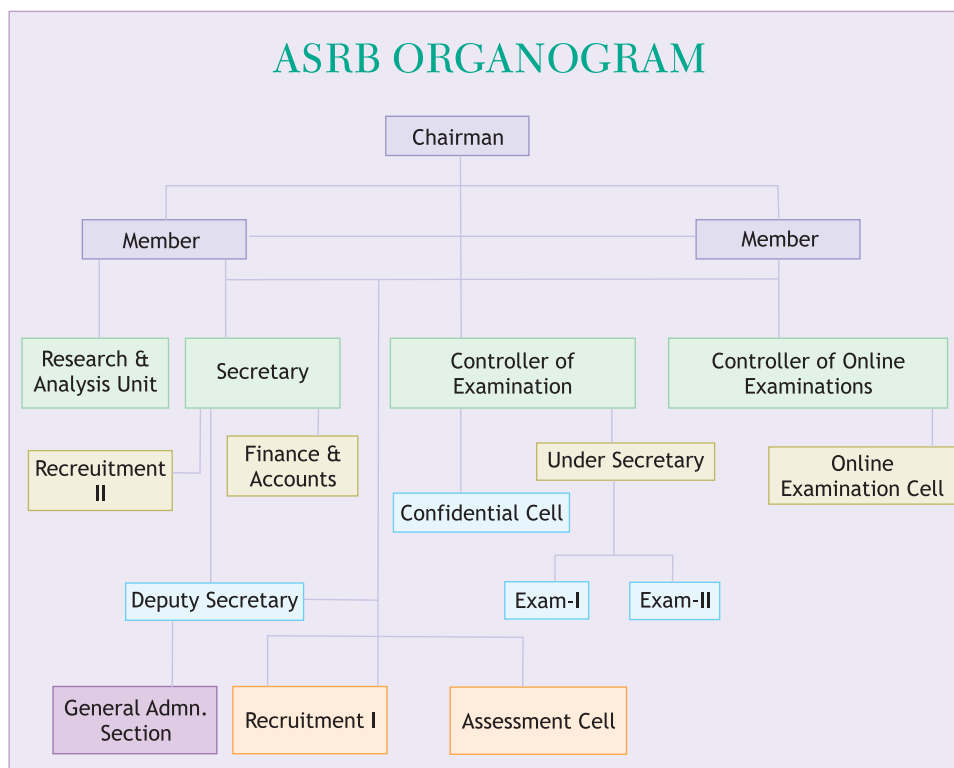 ASRB ORGANOGRAM
Chairman
Member
Member
Research &
Analysis Unit
Secretary
Controller of
Examination
Controller of Online
Examinations
Recreuitment
II
Finance &
Accounts
Under Secretary
Online
Examination Cell
Confidential Cell
Deputy Secretary
Exam-I
Exam-II
General Admn.
Section
Recruitment I
Assessment Cell